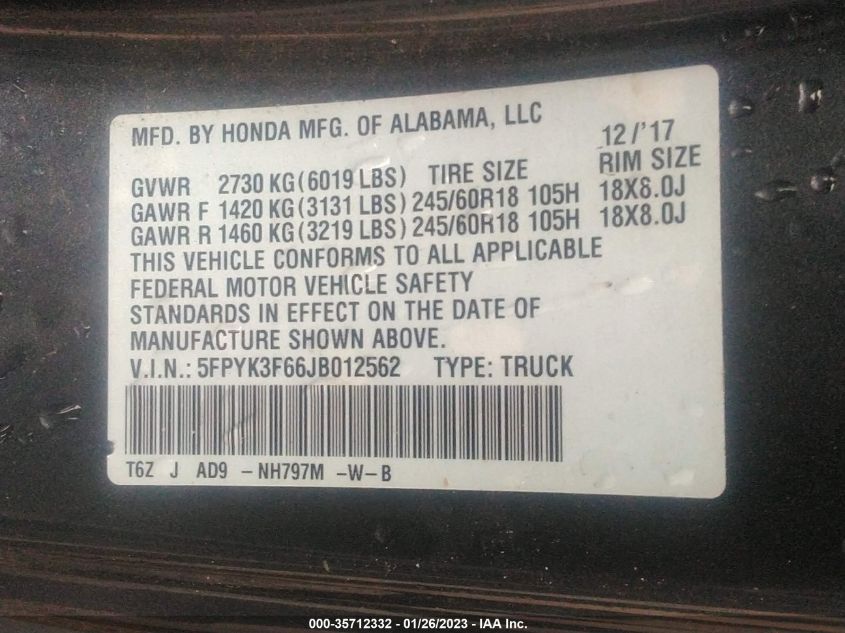 MFD. BY HONDA MFG. OF ALABAMA, LLC 12/'17
GVWR 2730 KG(6019 LBS) TIRE SIZE RIM SIZE
GAWR F 1420 KG(3131 LBS) 245/60R18 105H 18X8.0J
GAWR R 1460 KG(3219 LBS) 245/60R18 105H 18X8.0J
THIS VEHICLE CONFORMS TO ALL APPLICABLE
FEDERAL MOTOR VEHICLE SAFETY
STANDARDS IN EFFECT ON THE DATE OF
MANUFACTURE SHOWN ABOVE.
V.I.N.: 5FPYK3F66JB012562 TYPE: TRUCK
T6Z J AD9 -NH797M -W-B
000-35712332 - 01/26/2023 - IAA Inc.